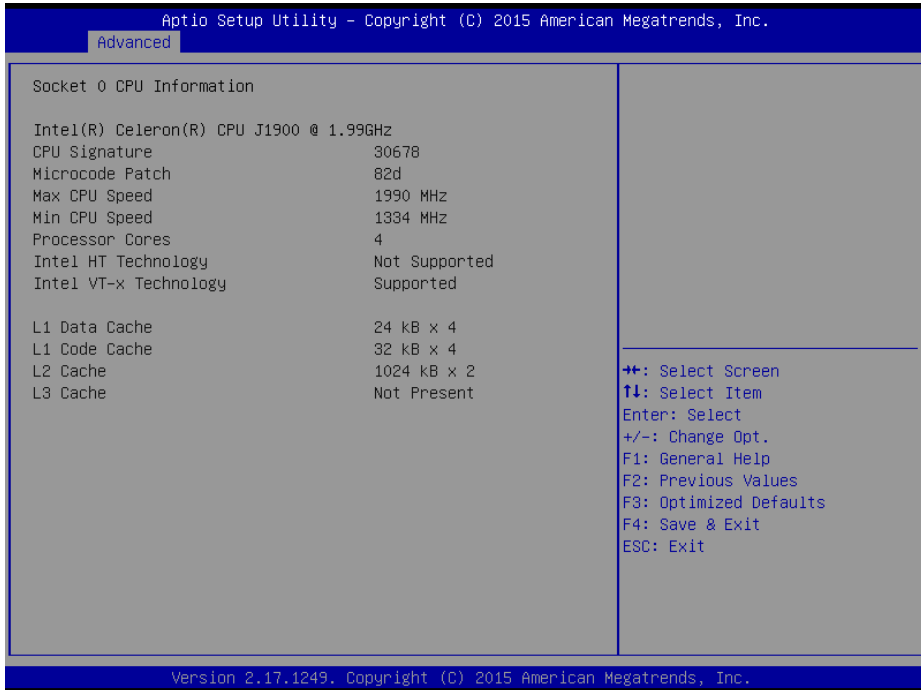 Aptio Setup Utility – Copyright (C) 2015 American Megatrends, Inc.
Advanced
Socket 0 CPU Information
Intel(R) Celeron(R) CPU J1900 @ 1.99GHz
CPU Signature 30678
Microcode Patch 82d
Max CPU Speed 1990 MHz
Min CPU Speed 1334 MHz
Processor Cores 4
Intel HT Technology Not Supported
Intel VT-x Technology Supported
L1 Data Cache 24 kB x 4
L1 Code Cache 32 kB x 4
L2 Cache 1024 kB x 2
L3 Cache Not Present
→←: Select Screen
↑↓: Select Item
Enter: Select
+/-: Change Opt.
F1: General Help
F2: Previous Values
F3: Optimized Defaults
F4: Save & Exit
ESC: Exit
Version 2.17.1249. Copyright (C) 2015 American Megatrends, Inc.